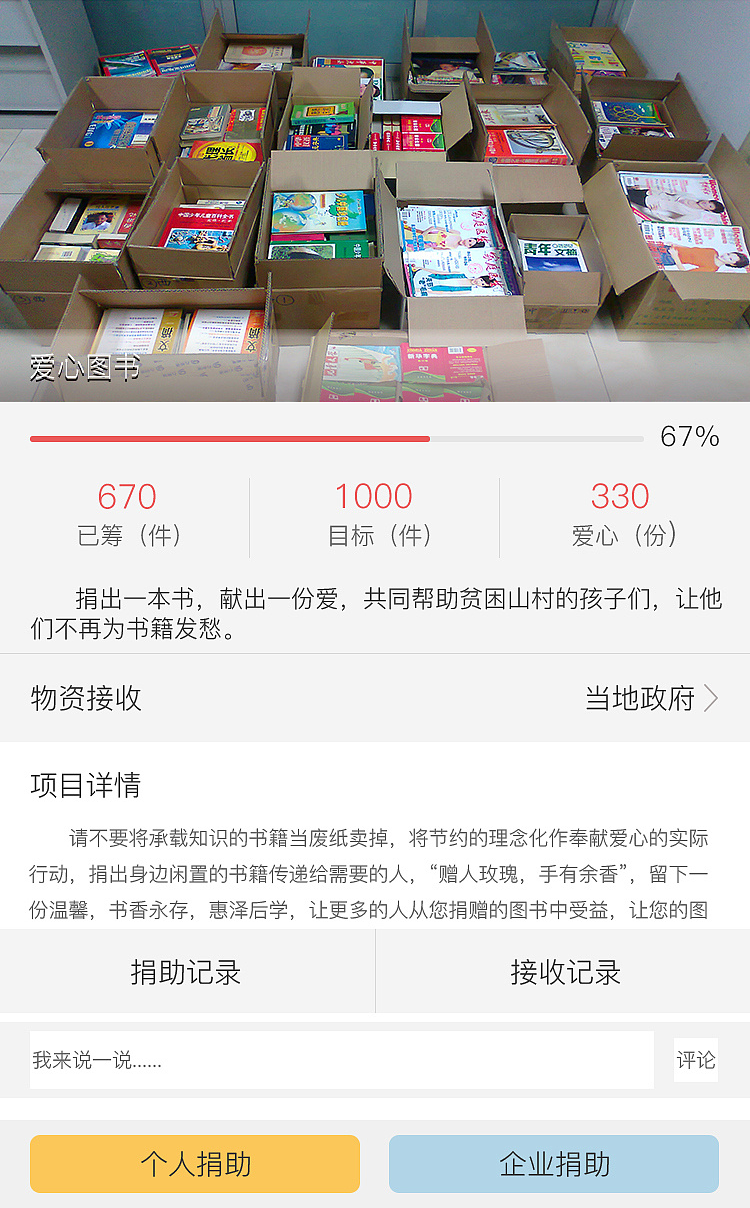 爱心图书
67%
670
1000
330
已筹（件）
目标（件）
爱心（份）
捐出一本书，献出一份爱，共同帮助贫困山村的孩子们，让他
们不再为书籍发愁。
物资接收
当地政府
项目详情
请不要将承载知识的书籍当废纸卖掉，将节约的理念化作奉献爱心的实际
行动，捐出身边闲置的书籍传递给需要的人，“赠人玫瑰，手有余香”，留下一
份温馨，书香永存，惠泽后学，让更多的人从您捐赠的图书中受益，让您的图
捐助记录
接收记录
我来说一说......
评论
个人捐助
企业捐助